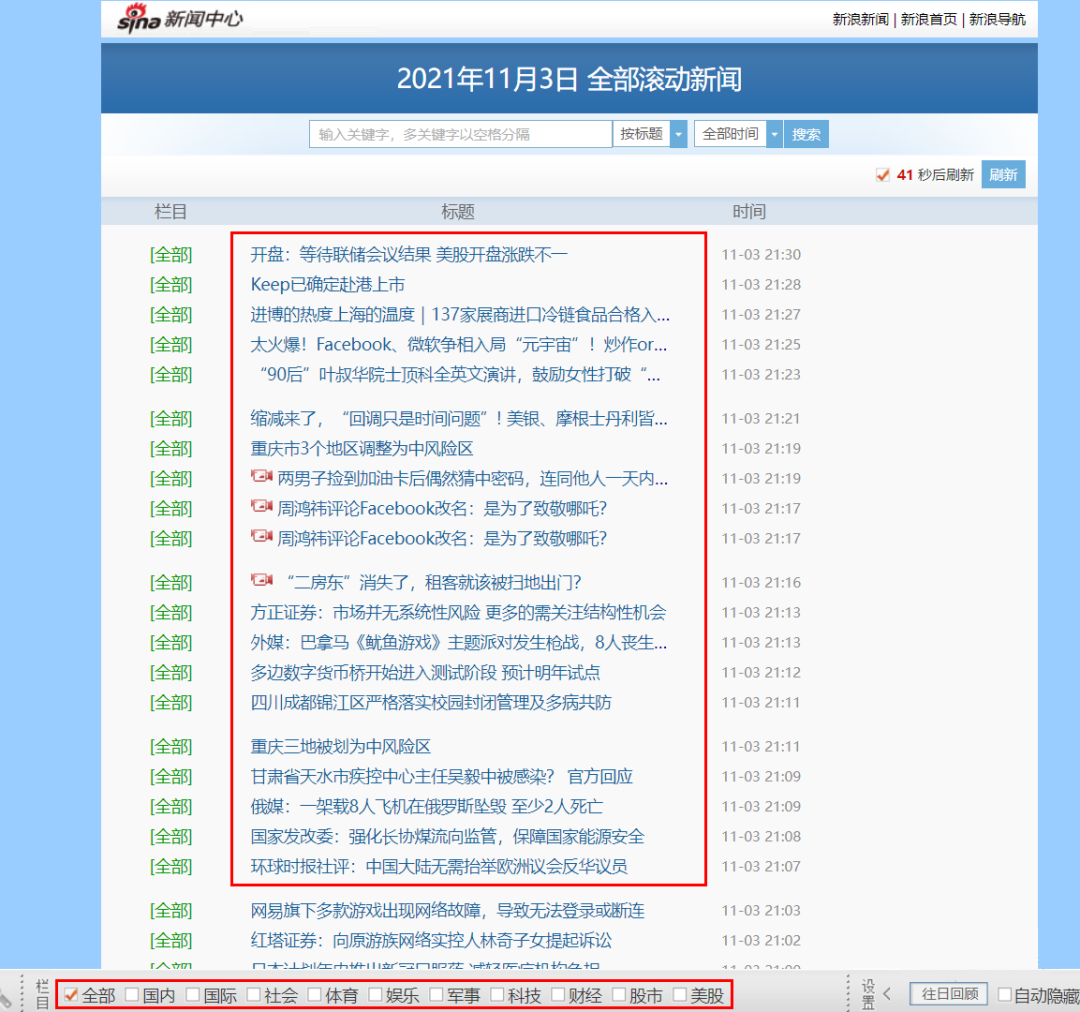 sina 新闻中心
新浪新闻 | 新浪首页 | 新浪导航
2021年11月3日 全部滚动新闻
输入关键字，多关键字以空格分隔 按标题 全部时间 搜索
41 秒后刷新 刷新
栏目 标题 时间
[全部] 开盘：等待联储会议结果 美股开盘涨跌不一 11-03 21:30
[全部] Keep已确定赴港上市 11-03 21:28
[全部] 进博的热度上海的温度｜137家展商进口冷链食品合格入... 11-03 21:27
[全部] 太火爆！Facebook、微软争相入局“元宇宙”！炒作or... 11-03 21:25
[全部] “90后”叶叔华院士顶科全英文演讲，鼓励女性打破“... 11-03 21:23
[全部] 缩减来了，“回调只是时间问题”！美银、摩根士丹利皆... 11-03 21:21
[全部] 重庆市3个地区调整为中风险区 11-03 21:19
[全部] 两男子捡到加油卡后偶然猜中密码，连同他人一天内... 11-03 21:19
[全部] 周鸿祎评论Facebook改名：是为了致敬哪吒? 11-03 21:17
[全部] 周鸿祎评论Facebook改名：是为了致敬哪吒? 11-03 21:17
[全部] “二房东”消失了，租客就该被扫地出门? 11-03 21:16
[全部] 方正证券：市场并无系统性风险 更多的需关注结构性机会 11-03 21:13
[全部] 外媒：巴拿马《鱿鱼游戏》主题派对发生枪战，8人丧生... 11-03 21:13
[全部] 多边数字货币桥开始进入测试阶段 预计明年试点 11-03 21:12
[全部] 四川成都锦江区严格落实校园封闭管理及多病共防 11-03 21:11
[全部] 重庆三地被划为中风险区 11-03 21:11
[全部] 甘肃省天水市疾控中心主任吴毅中被感染? 官方回应 11-03 21:09
[全部] 俄媒：一架载8人飞机在俄罗斯坠毁 至少2人死亡 11-03 21:09
[全部] 国家发改委：强化长协煤流向监管，保障国家能源安全 11-03 21:08
[全部] 环球时报社评：中国大陆无需抬举欧洲议会反华议员 11-03 21:07
[全部] 网易旗下多款游戏出现网络故障，导致无法登录或断连 11-03 21:03
[全部] 红塔证券：向原游族网络实控人林奇子女提起诉讼 11-03 21:02
栏目 全部 国内 国际 社会 体育 娱乐 军事 科技 财经 股市 美股 设置 往日回顾 自动隐藏